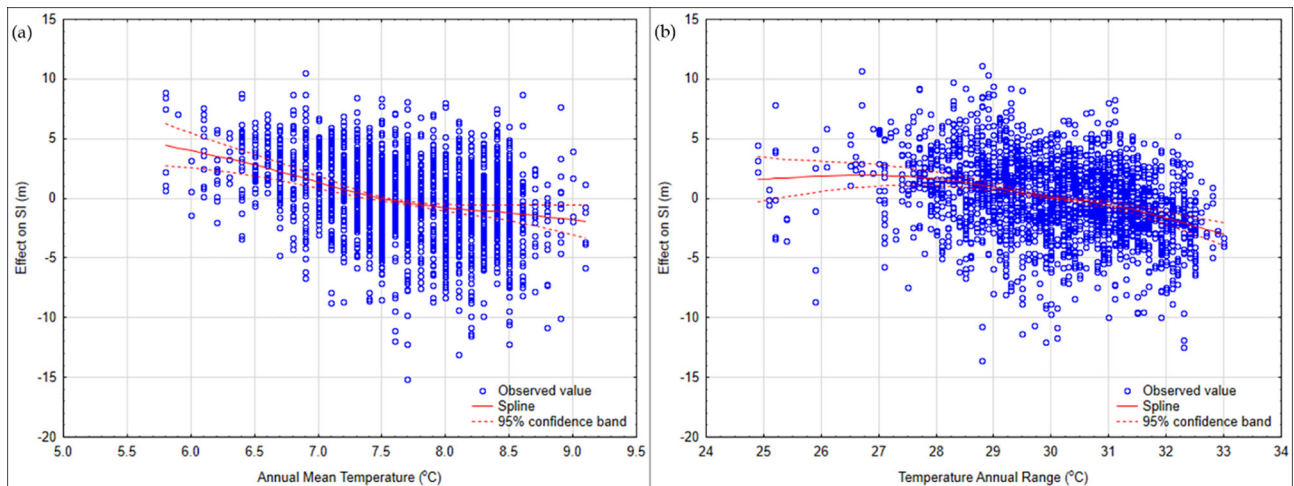 (a)
15
10
5
0
-5
-10
-15
-20
Effect on SI (m)
Observed value
Spline
95% confidence band
5.0 5.5 6.0 6.5 7.0 7.5 8.0 8.5 9.0 9.5
Annual Mean Temperature (⁰C)
(b)
15
10
5
0
-5
-10
-15
-20
Effect on SI (m)
Observed value
Spline
95% confidence band
24 25 26 27 28 29 30 31 32 33 34
Temperature Annual Range (⁰C)